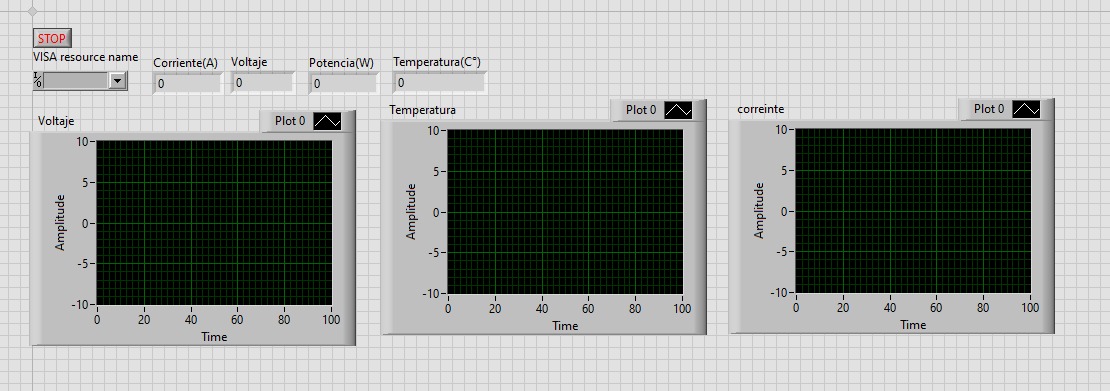 STOP
VISA resource name
I/O
Corriente(A)
0
Voltaje
0
Potencia(W)
0
Temperatura(C°)
0
Voltaje
Plot 0
10
5
0
-5
-10
Amplitude
0 20 40 60 80 100
Time
Temperatura
Plot 0
10
5
0
-5
-10
Amplitude
0 20 40 60 80 100
Time
correinte
Plot 0
10
5
0
-5
-10
Amplitude
0 20 40 60 80 100
Time